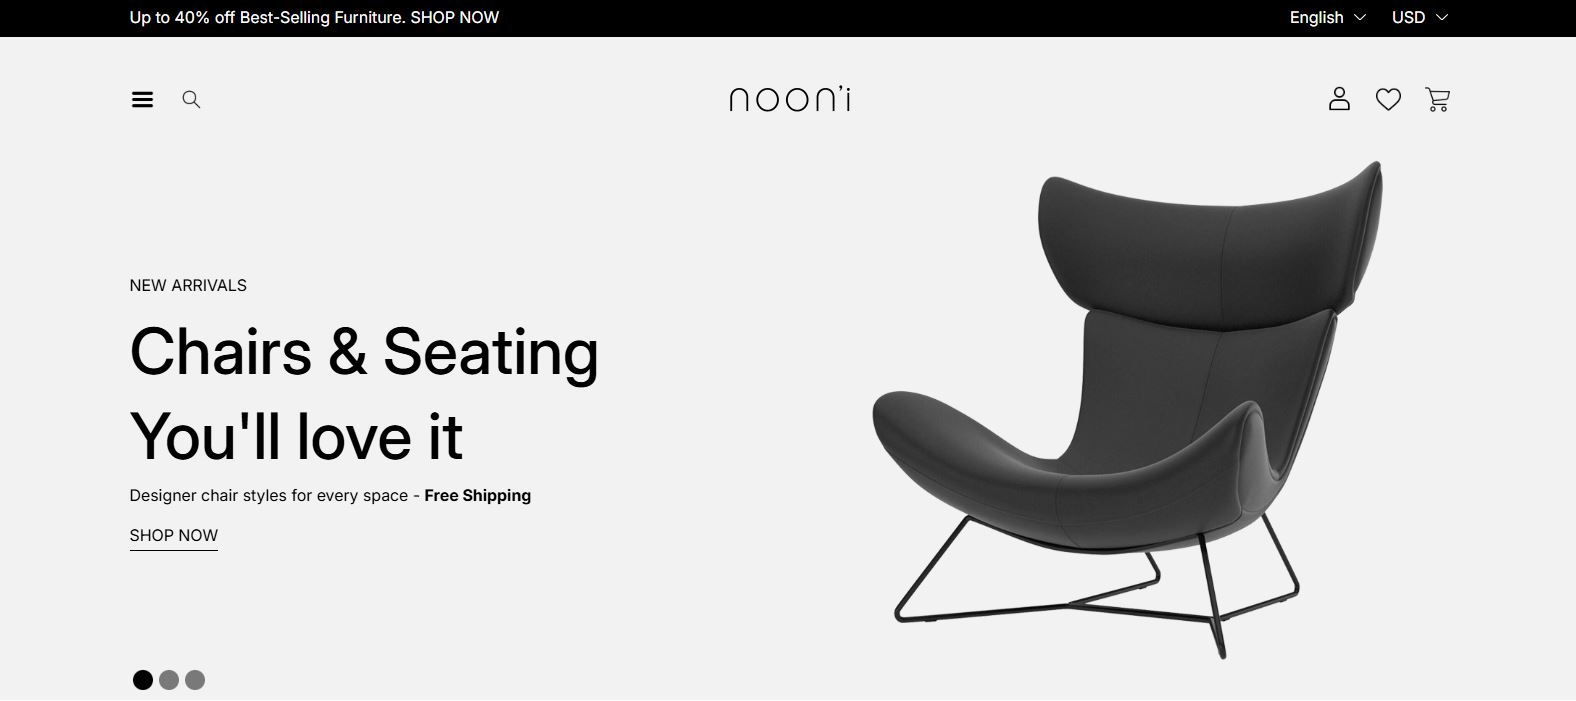 Up to 40% off Best-Selling Furniture. SHOP NOW
English
USD
noon'i
NEW ARRIVALS
Chairs & Seating
You'll love it
Designer chair styles for every space - Free Shipping
SHOP NOW